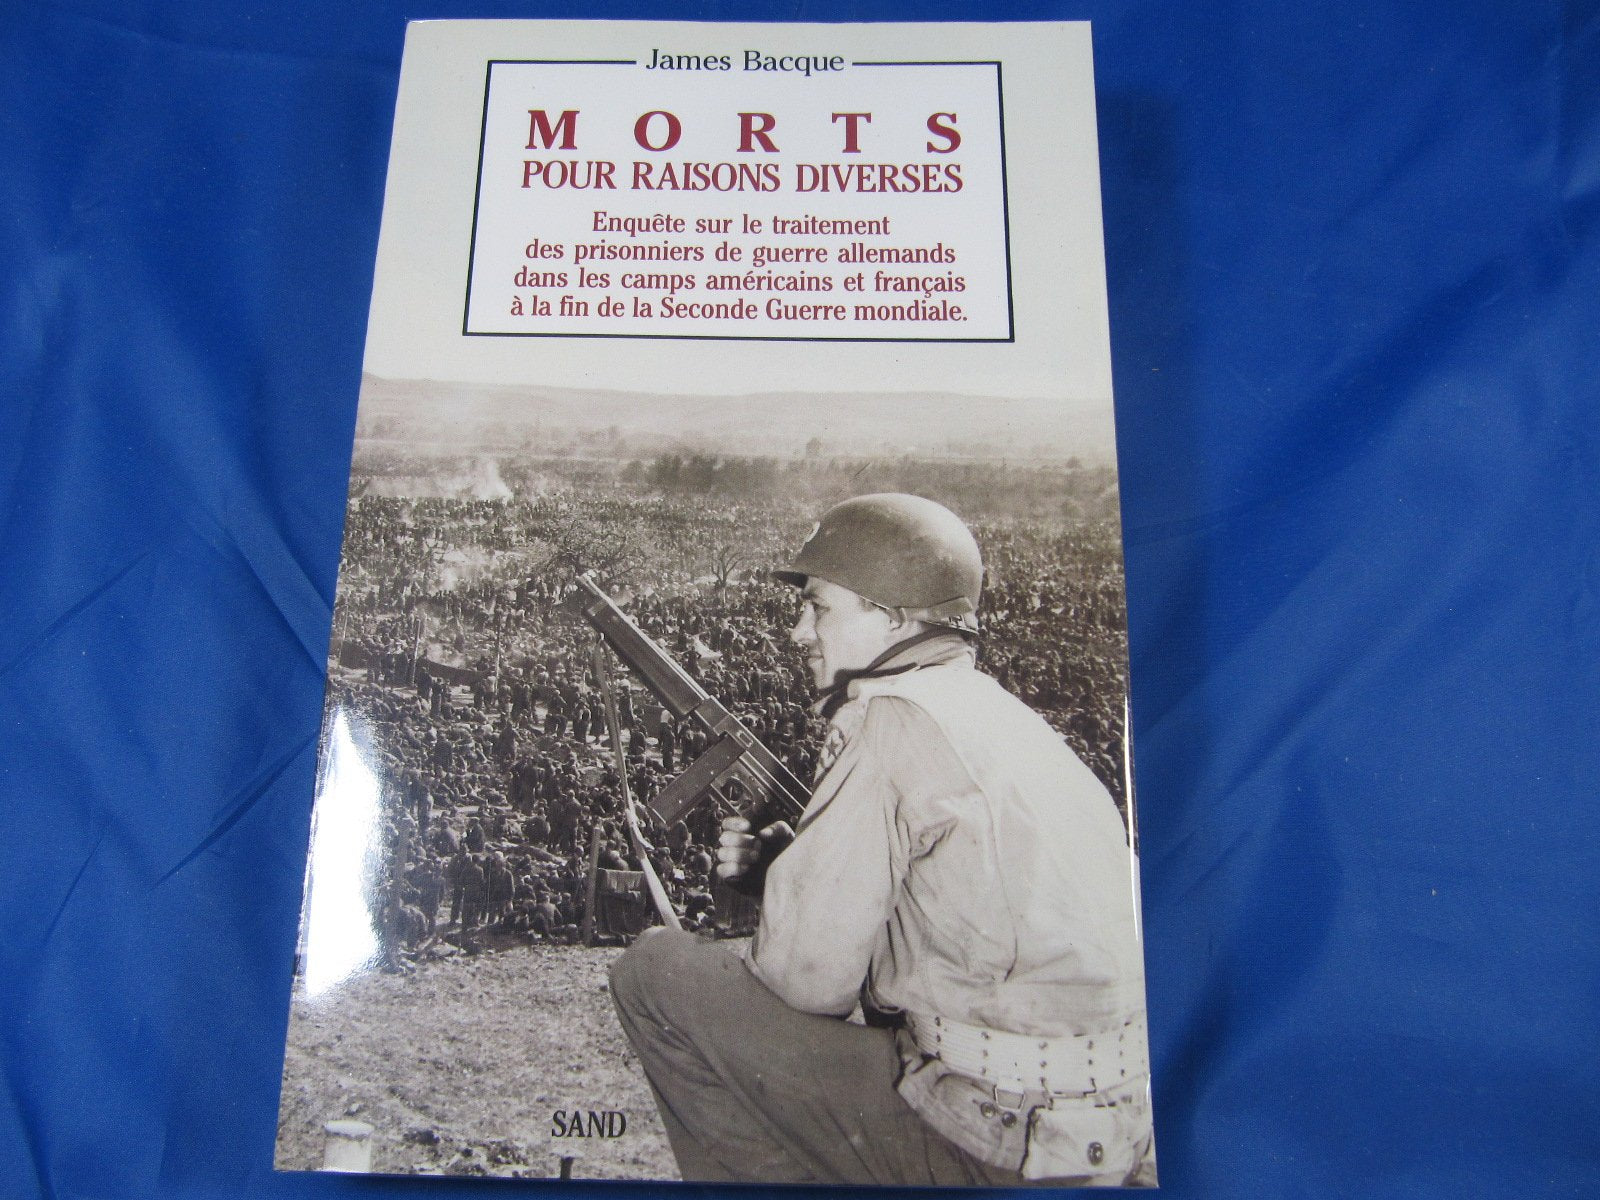 James Bacque
MORTS
POUR RAISONS DIVERSES
Enquête sur le traitement
des prisonniers de guerre allemands
dans les camps américains et français
à la fin de la Seconde Guerre mondiale.
SAND